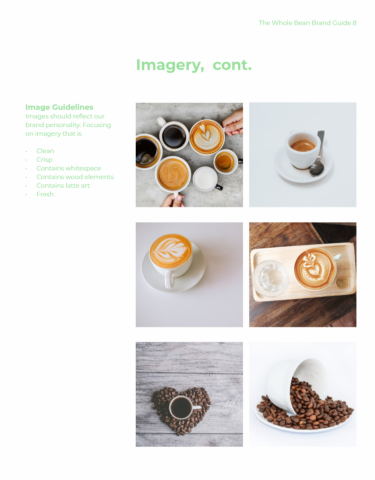 The Whole Bean Brand Guide 8
Imagery, cont.
Image Guidelines
Images should reflect our
brand personality. Focusing
on imagery that is:
- Clean
- Crisp
- Contains whitespace
- Contains wood elements
- Contains latte art
- Fresh